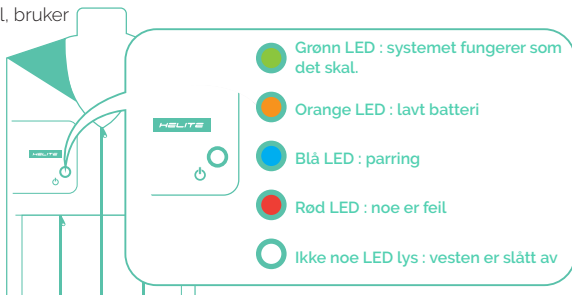 l, bruker
Grønn LED : systemet fungerer som
det skal.
Orange LED : lavt batteri
HELITE
HELITE
Blå LED : parring
Rød LED : noe er feil
Ikke noe LED lys : vesten er slått av